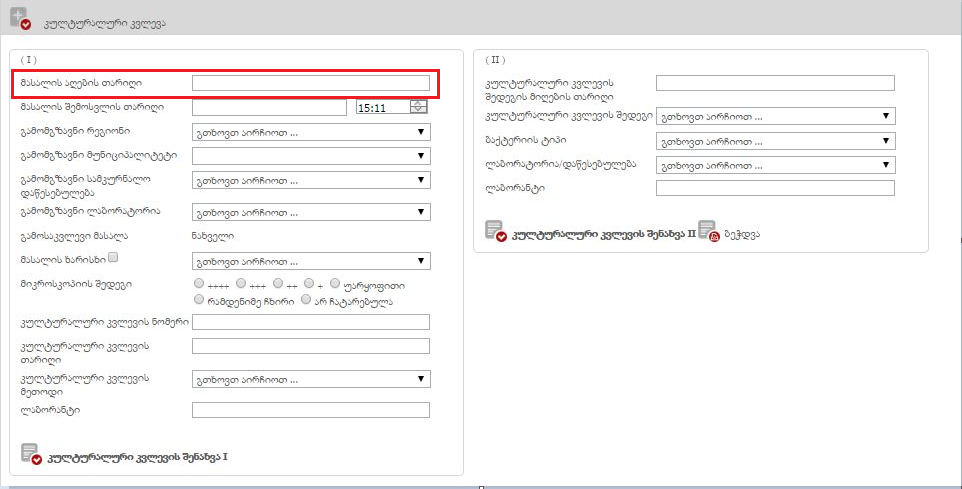 კულტურალური კვლევა
( I )
მასალის აღების თარიღი
მასალის შემოსვლის თარიღი 15:11
გამომგზავნი რეგიონი გთხოვთ აირჩიოთ ...
გამომგზავნი მუნიციპალიტეტი
გამომგზავნი სამკურნალო
დაწესებულება გთხოვთ აირჩიოთ ...
გამომგზავნი ლაბორატორია გთხოვთ აირჩიოთ ...
გამოსაკვლევი მასალა ნახველი
მასალის ხარისხი გთხოვთ აირჩიოთ ...
მიკროსკოპიის შედეგი ++++ +++ ++ + უარყოფითი
რამდენიმე ჩხირი არ ჩატარებულა
კულტურალური კვლევის ნომერი
კულტურალური კვლევის
თარიღი
კულტურალური კვლევის
მეთოდი გთხოვთ აირჩიოთ ...
ლაბორანტი
კულტურალური კვლევის შენახვა I
( II )
კულტურალური კვლევის
შედეგის მიღების თარიღი
კულტურალური კვლევის შედეგი გთხოვთ აირჩიოთ ...
ბაქტერიის ტიპი გთხოვთ აირჩიოთ ...
ლაბორატორია/დაწესებულება გთხოვთ აირჩიოთ ...
ლაბორანტი
კულტურალური კვლევის შენახვა II ბეჭდვა